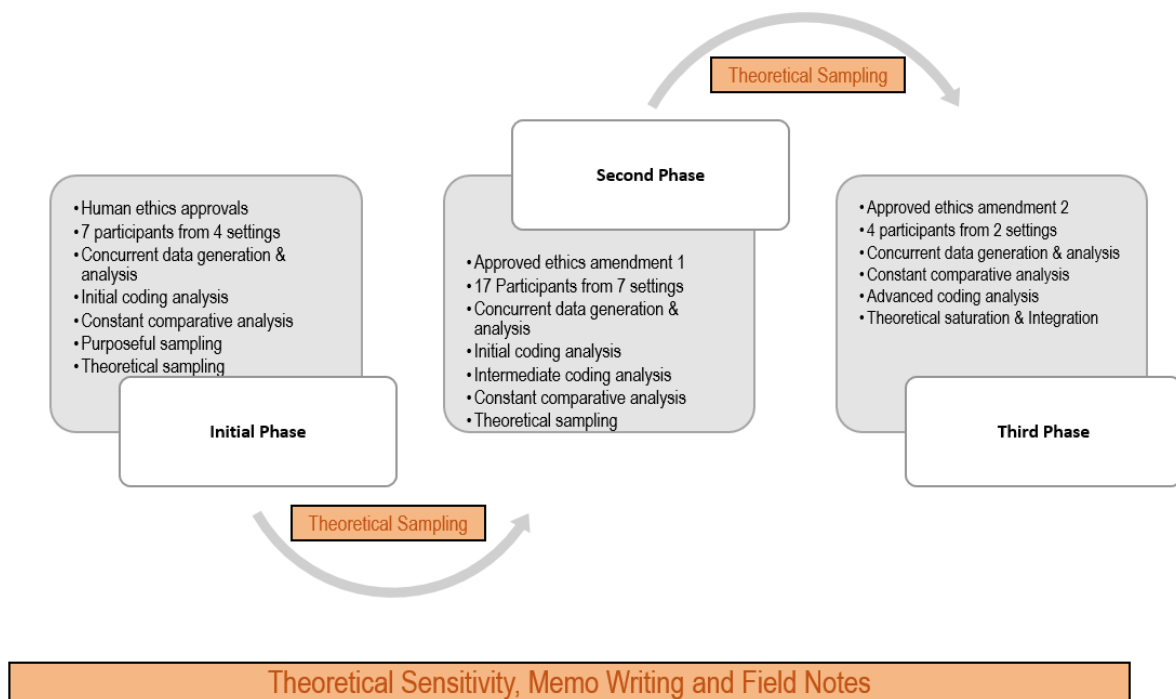 Theoretical Sampling
Second Phase
• Human ethics approvals
• 7 participants from 4 settings
• Concurrent data generation &
analysis
• Initial coding analysis
• Constant comparative analysis
• Purposeful sampling
• Theoretical sampling
Initial Phase
• Approved ethics amendment 1
• 17 Participants from 7 settings
• Concurrent data generation &
analysis
• Initial coding analysis
• Intermediate coding analysis
• Constant comparative analysis
• Theoretical sampling
• Approved ethics amendment 2
• 4 participants from 2 settings
• Concurrent data generation & analysis
• Constant comparative analysis
• Advanced coding analysis
• Theoretical saturation & Integration
Third Phase
Theoretical Sampling
Theoretical Sensitivity, Memo Writing and Field Notes